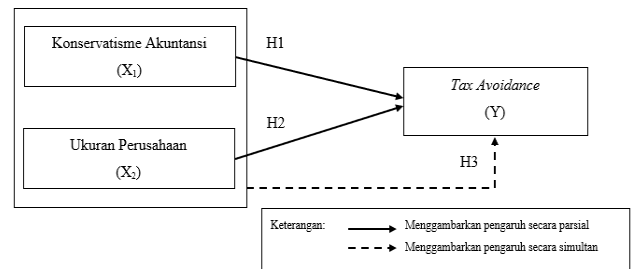 Konservatisme Akuntansi
(X₁)
H1
Tax Avoidance
(Y)
H2
Ukuran Perusahaan
(X₂)
H3
Keterangan: Menggambarkan pengaruh secara parsial
Menggambarkan pengaruh secara simultan